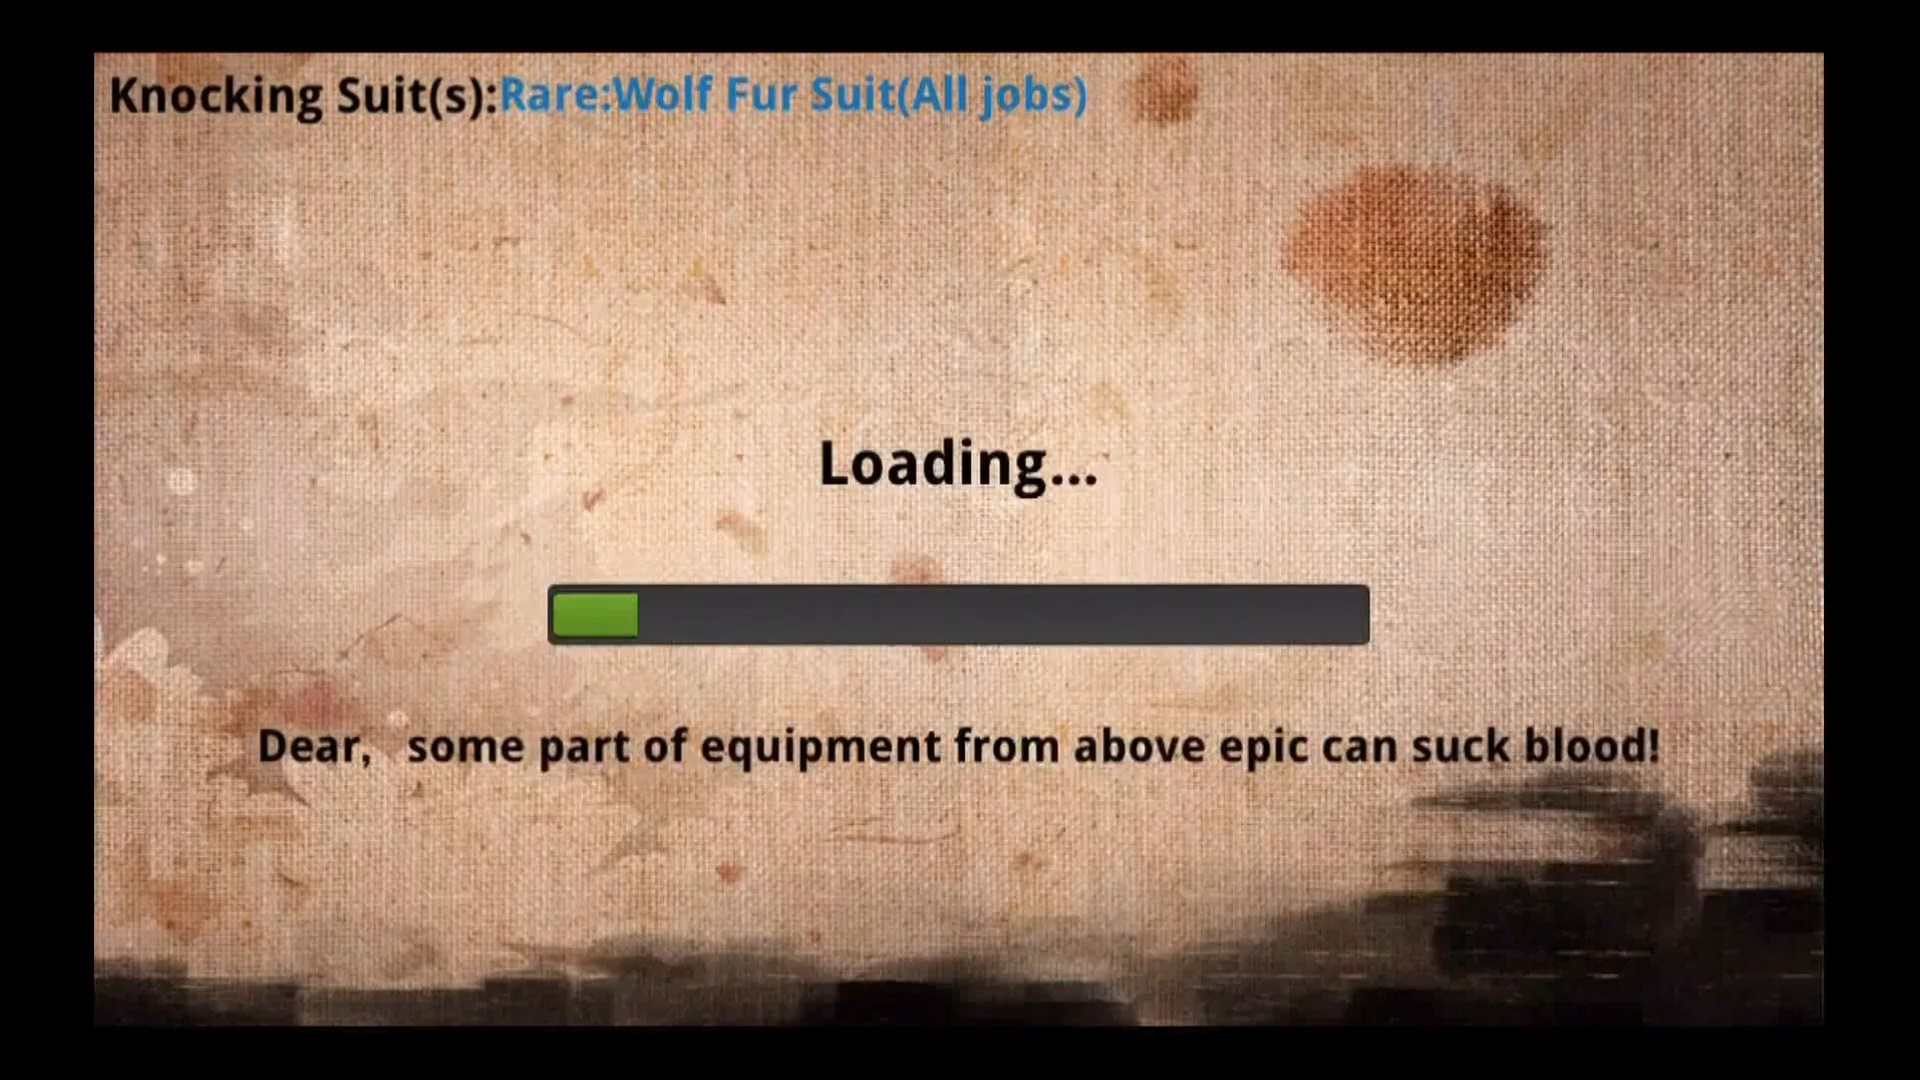 Knocking Suit(s):Rare:Wolf Fur Suit(All jobs)
Loading...
Dear, some part of equipment from above epic can suck blood!